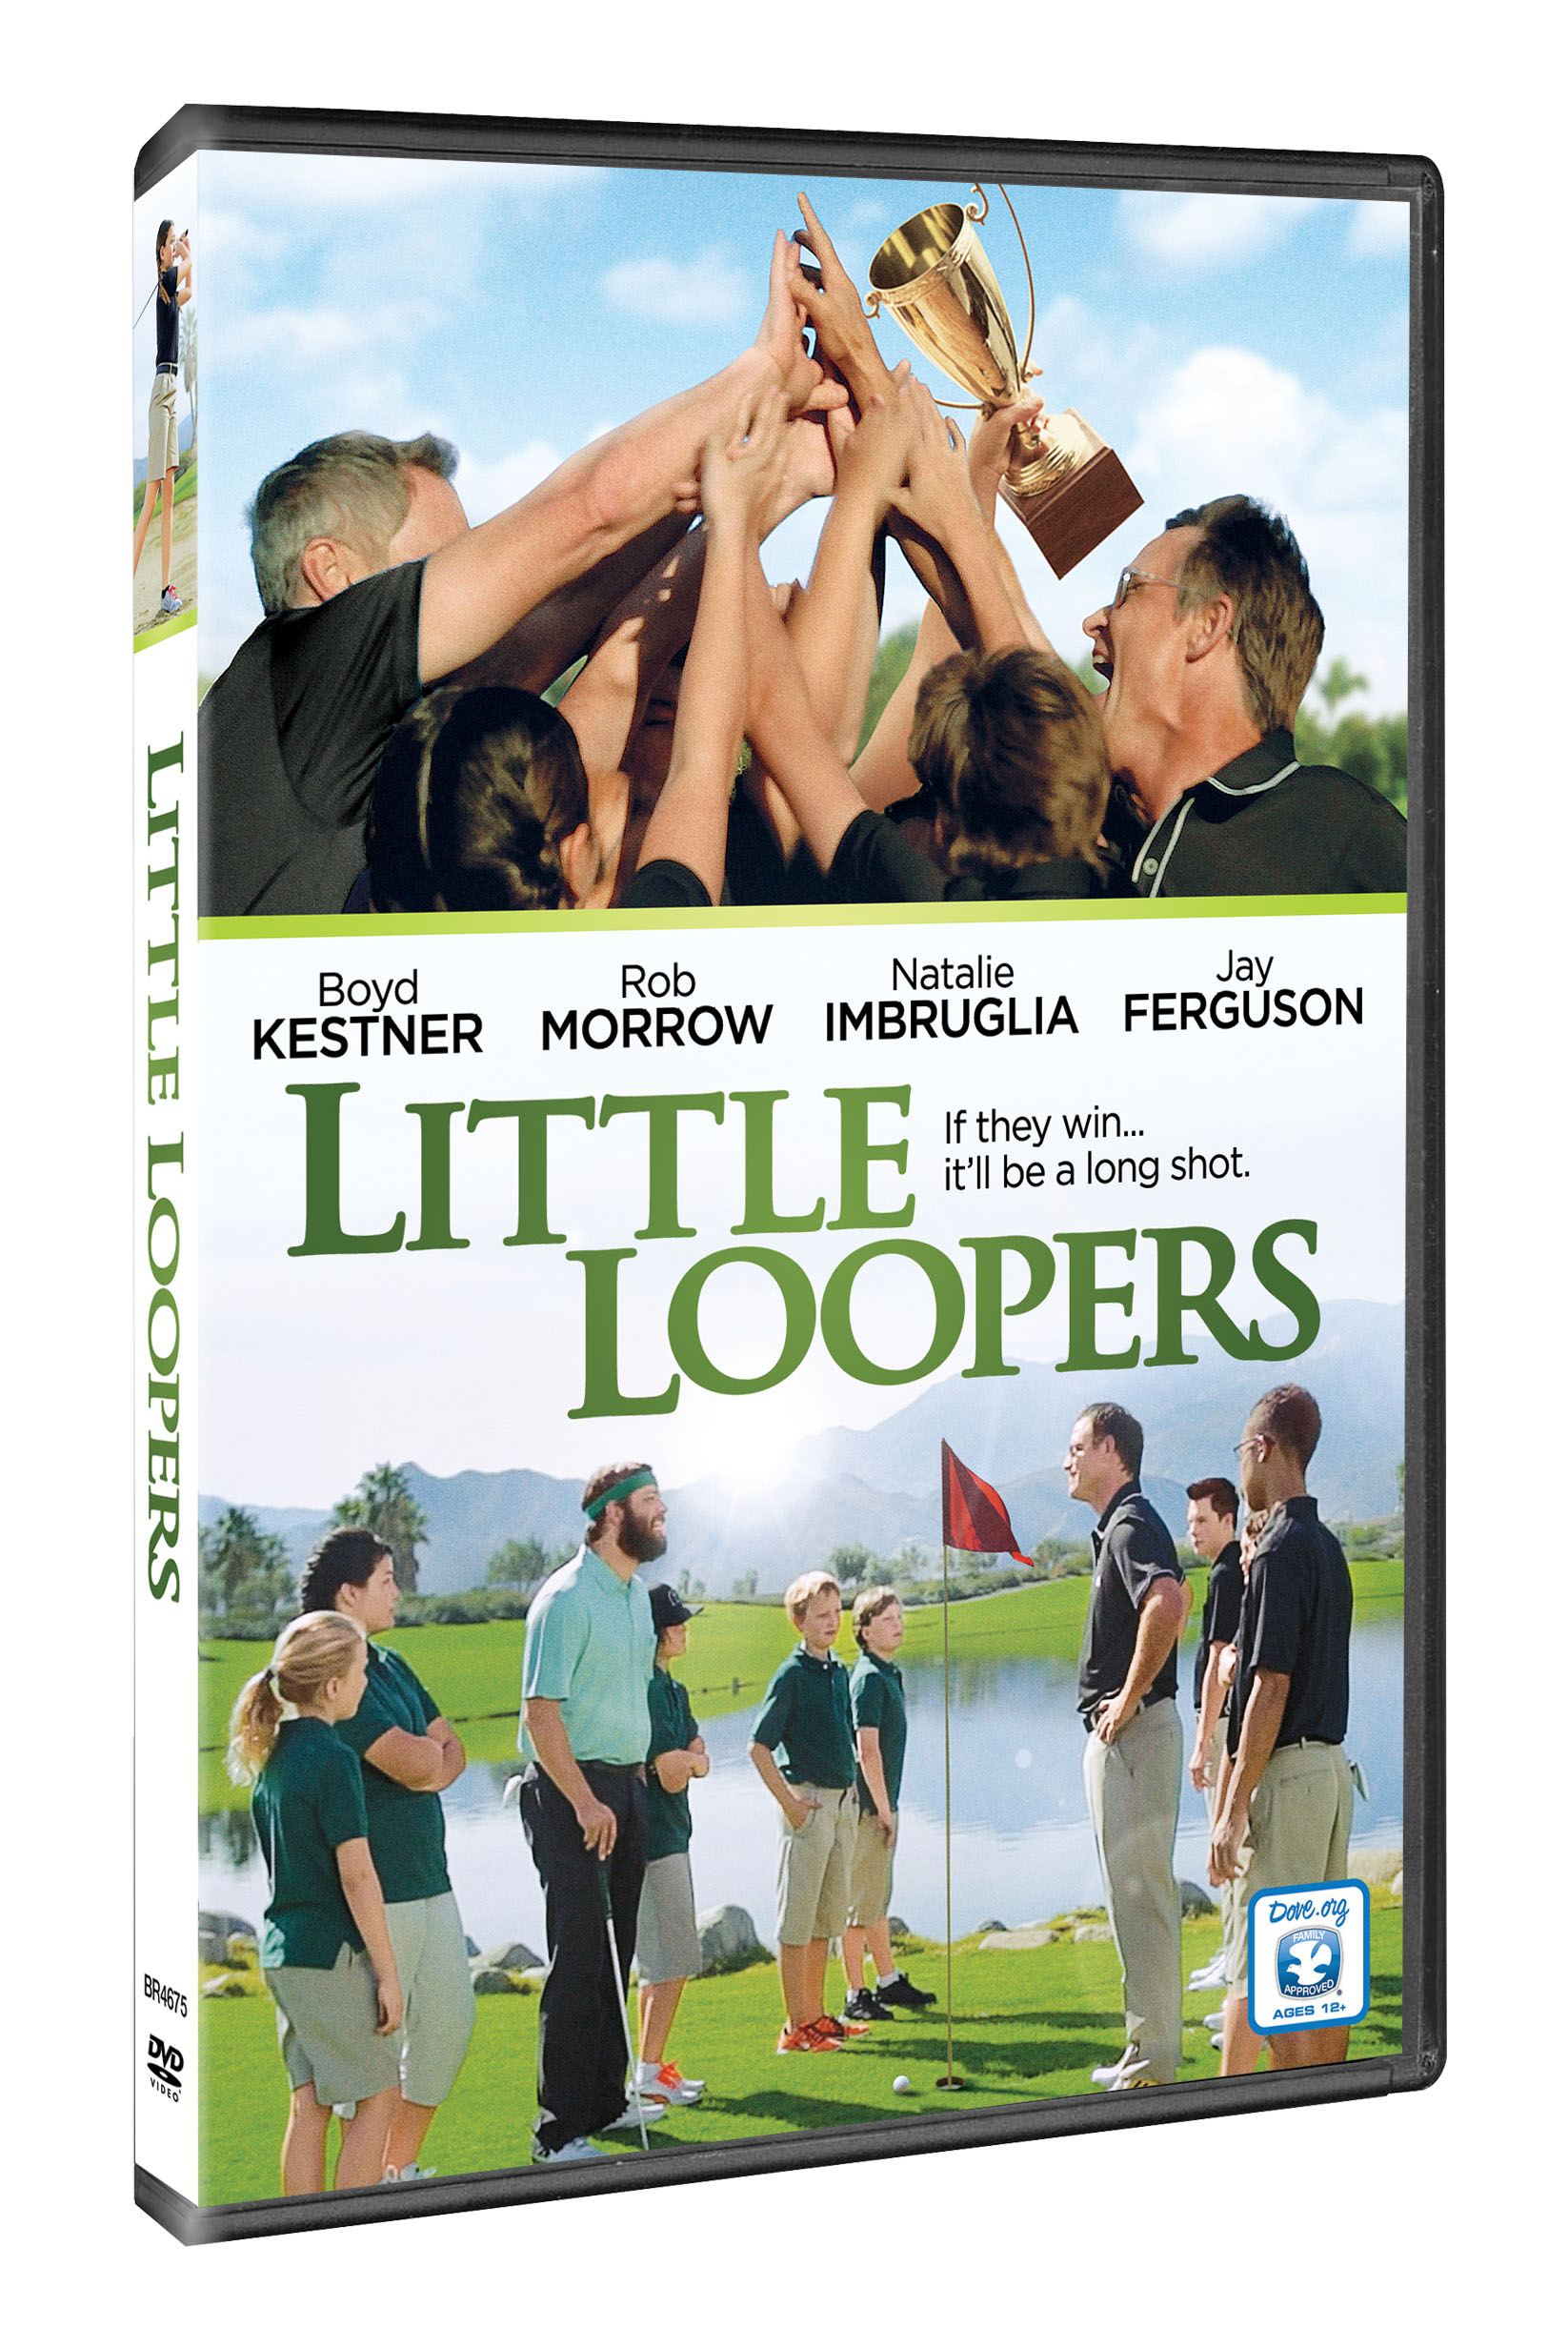 Boyd
KESTNER
Rob
MORROW
Natalie
IMBRUGLIA
Jay
FERGUSON
LITTLE
LOOPERS
If they win...
it'll be a long shot.
Dove.org
FAMILY
APPROVED
AGES 12+
LITTLE LOOPERS
BR4675
DVD
VIDEO